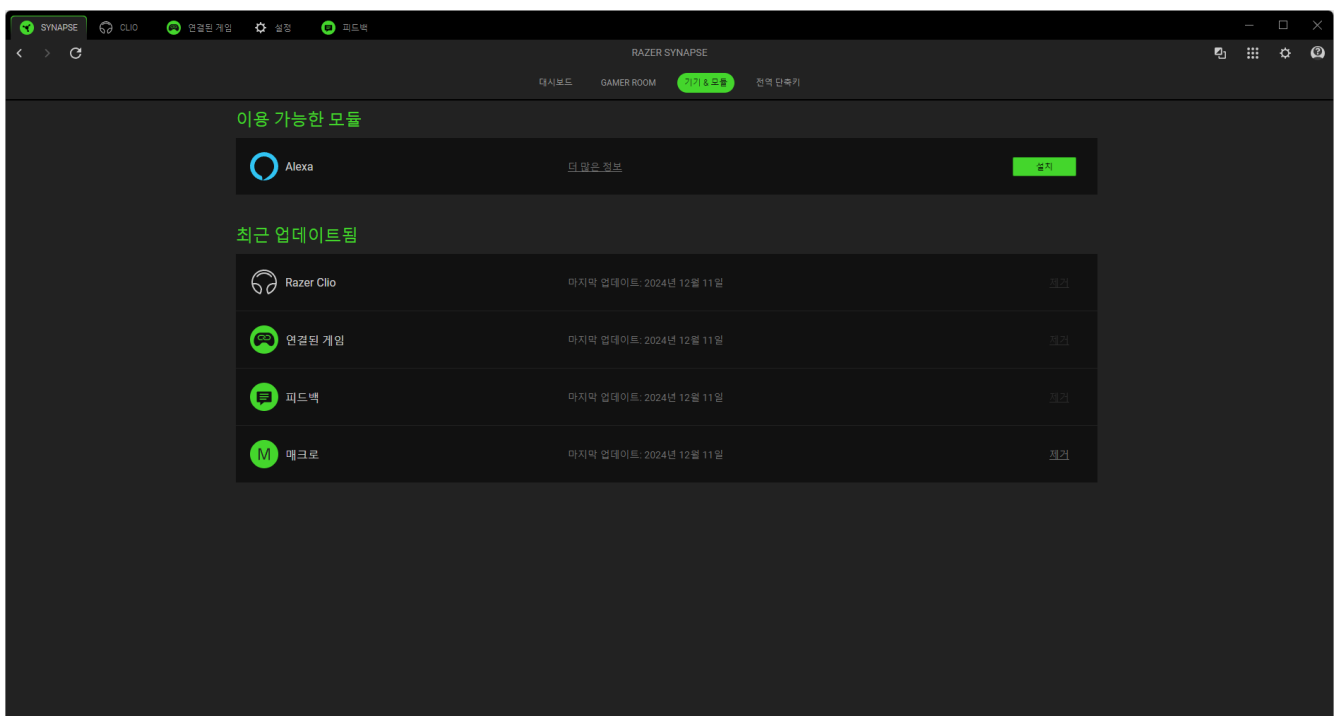 SYNAPSE CLIO 연결된 게임 설정 피드백
RAZER SYNAPSE
대시보드 GAMER ROOM 기기 & 모듈 전역 단축키
이용 가능한 모듈
Alexa 더 많은 정보 설치
최근 업데이트됨
Razer Clio 마지막 업데이트: 2024년 12월 11일 제거
연결된 게임 마지막 업데이트: 2024년 12월 11일 제거
피드백 마지막 업데이트: 2024년 12월 11일 제거
M 매크로 마지막 업데이트: 2024년 12월 11일 제거